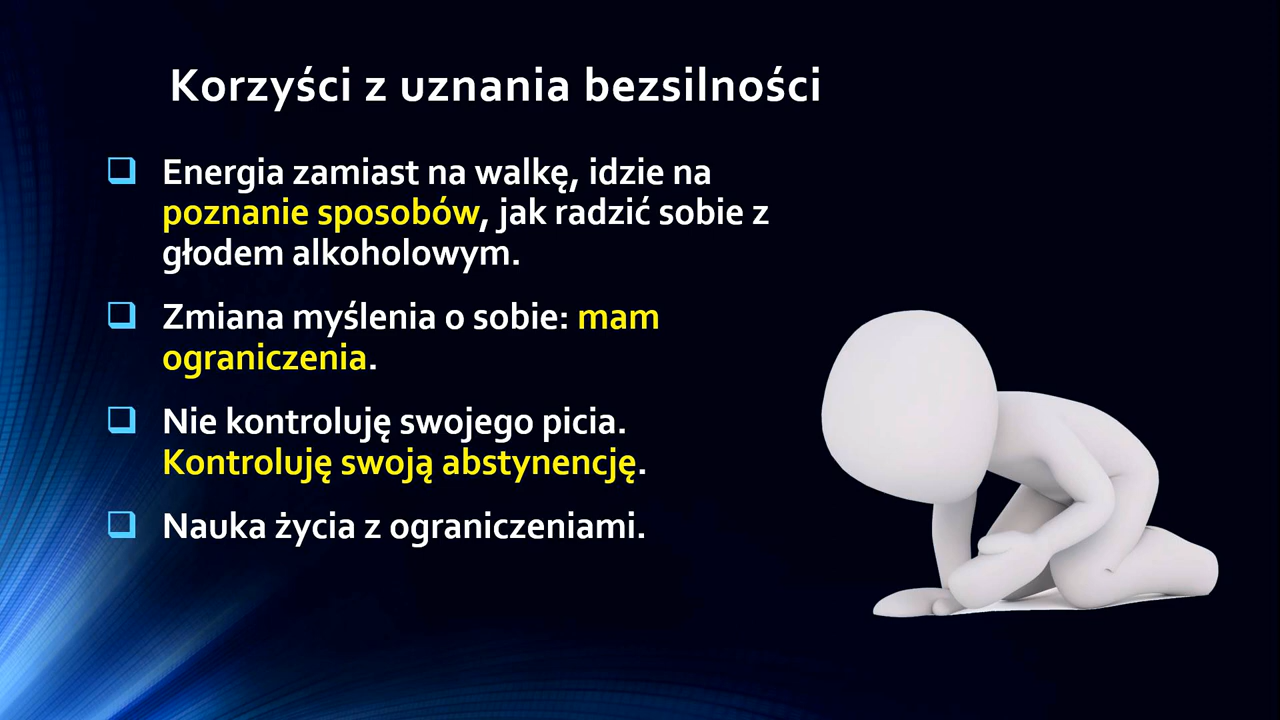 Korzyści z uznania bezsilności
Energia zamiast na walkę, idzie na
poznanie sposobów, jak radzić sobie z
głodem alkoholowym.
Zmiana myślenia o sobie: mam
ograniczenia.
Nie kontroluję swojego picia.
Kontroluję swoją abstynencję.
Nauka życia z ograniczeniami.